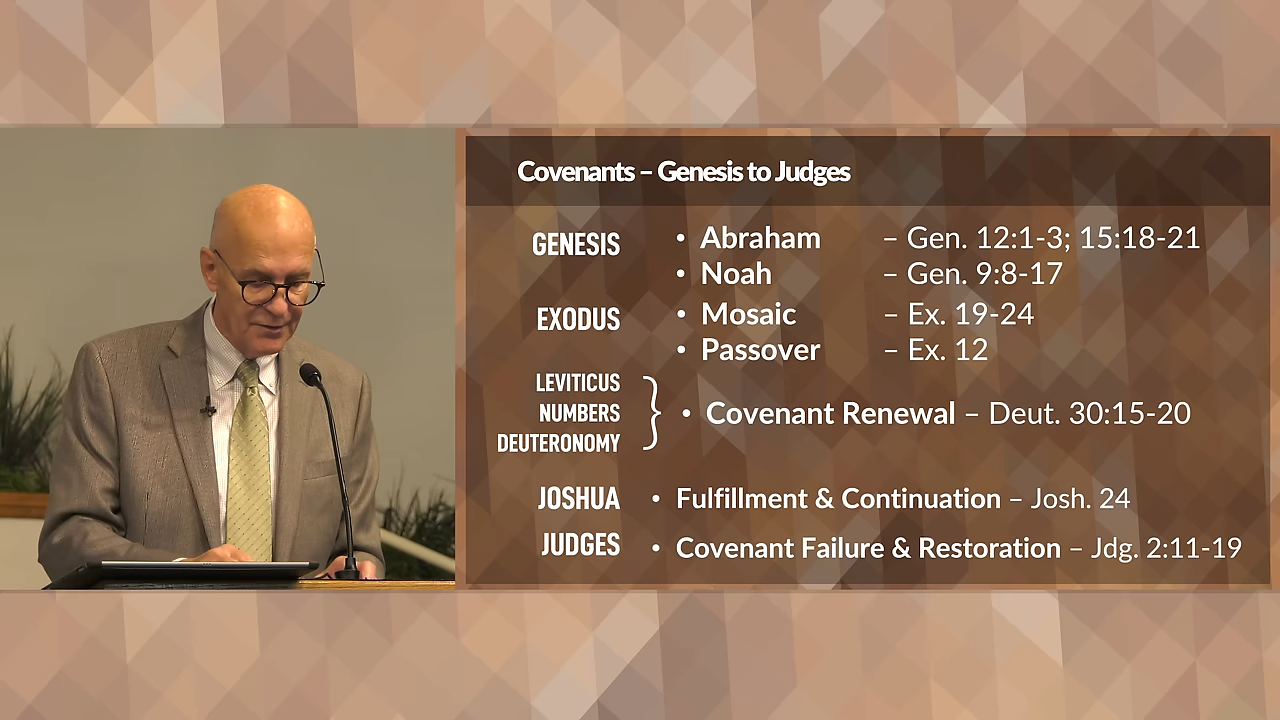 Covenants – Genesis to Judges
GENESIS • Abraham – Gen. 12:1-3; 15:18-21
• Noah – Gen. 9:8-17
EXODUS • Mosaic – Ex. 19-24
• Passover – Ex. 12
LEVITICUS
NUMBERS } • Covenant Renewal – Deut. 30:15-20
DEUTERONOMY
JOSHUA • Fulfillment & Continuation – Josh. 24
JUDGES • Covenant Failure & Restoration – Jdg. 2:11-19